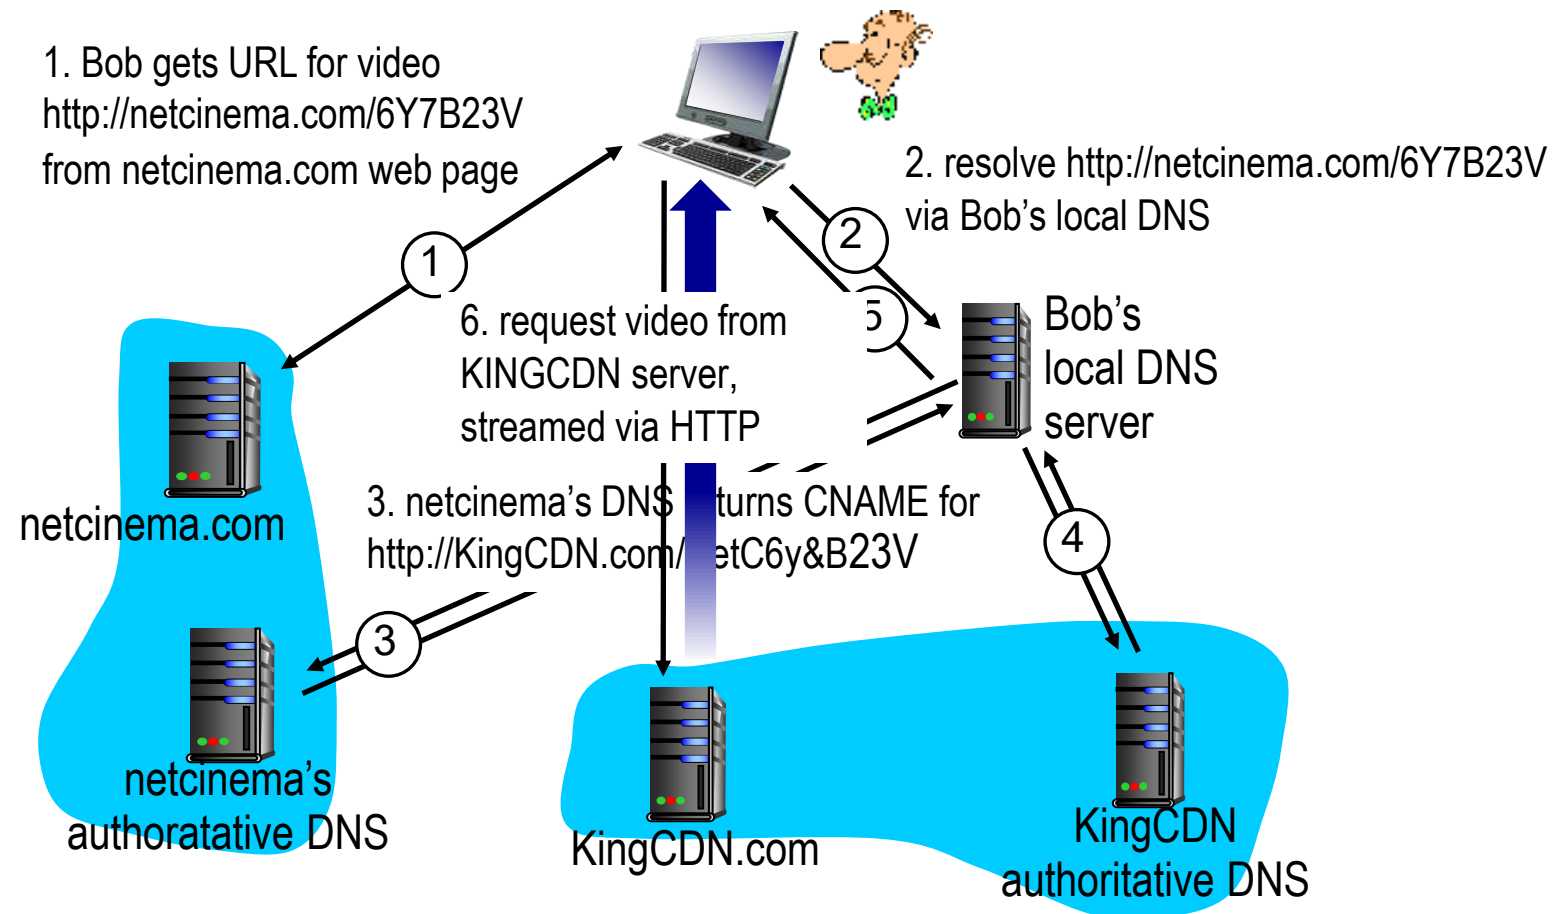 1. Bob gets URL for video
http://netcinema.com/6Y7B23V
from netcinema.com web page
2. resolve http://netcinema.com/6Y7B23V
via Bob's local DNS
1
2
5
6. request video from
KINGCDN server,
streamed via HTTP
Bob's
local DNS
server
netcinema.com
3. netcinema's DNS turns CNAME for
http://KingCDN.com/ etC6y&B23V
4
3
netcinema's
authoratative DNS
KingCDN.com
KingCDN
authoritative DNS